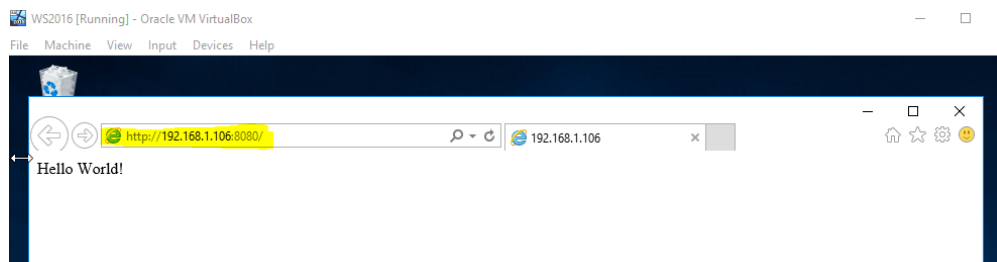 WS2016 [Running] - Oracle VM VirtualBox
File Machine View Input Devices Help
http://192.168.1.106:8080/
192.168.1.106
Hello World!